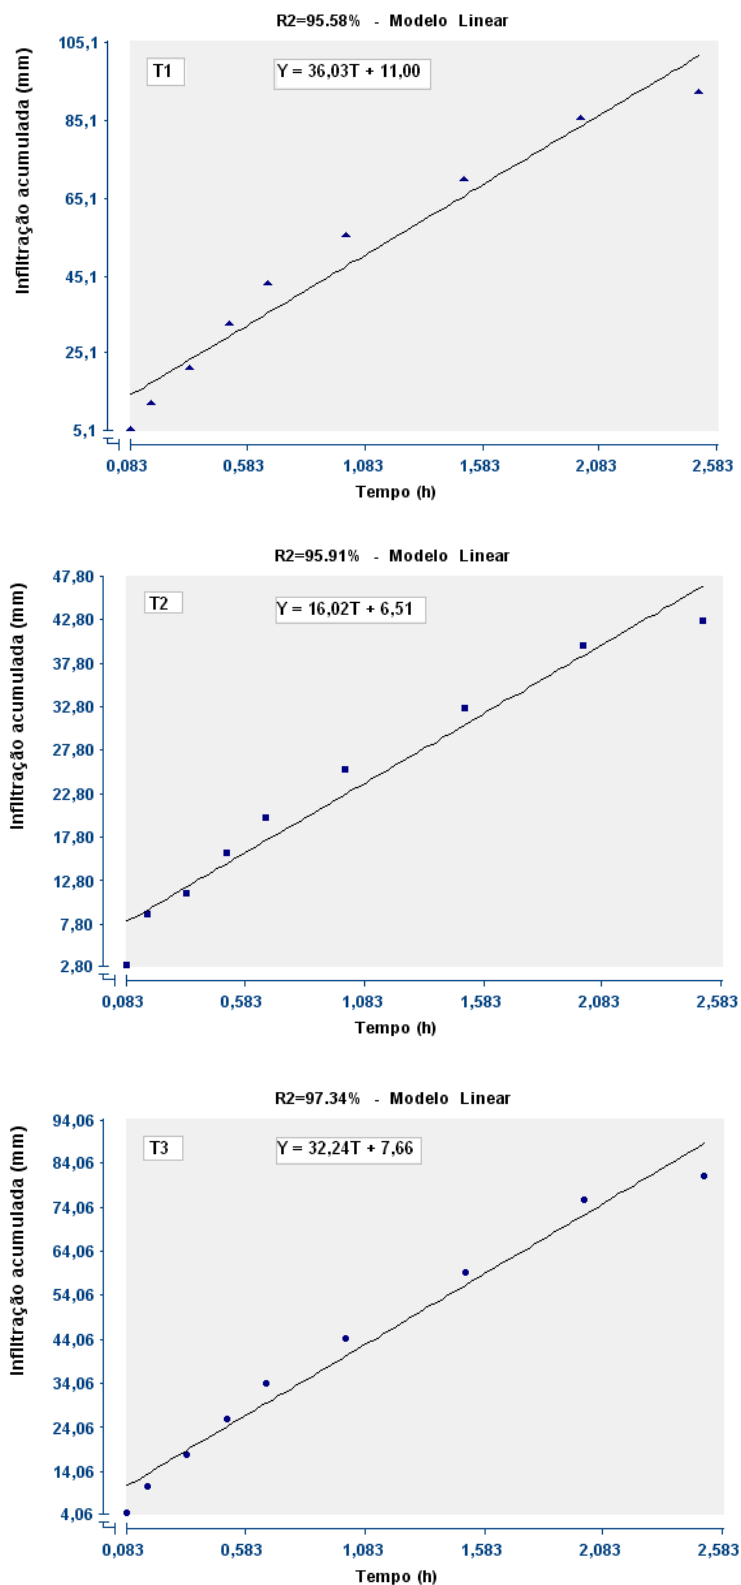 R2=95.58% - Modelo Linear
105,1
T1
Y = 36,03T + 11,00
85,1
65,1
45,1
25,1
5,1
Infiltração acumulada (mm)
0,083 0,583 1,083 1,583 2,083 2,583
Tempo (h)
R2=95.91% - Modelo Linear
47,80
T2
Y = 16,02T + 6,51
42,80
37,80
32,80
27,80
22,80
17,80
12,80
7,80
2,80
Infiltração acumulada (mm)
0,083 0,583 1,083 1,583 2,083 2,583
Tempo (h)
R2=97.34% - Modelo Linear
94,06
T3
Y = 32,24T + 7,66
84,06
74,06
64,06
54,06
44,06
34,06
24,06
14,06
4,06
Infiltração acumulada (mm)
0,083 0,583 1,083 1,583 2,083 2,583
Tempo (h)